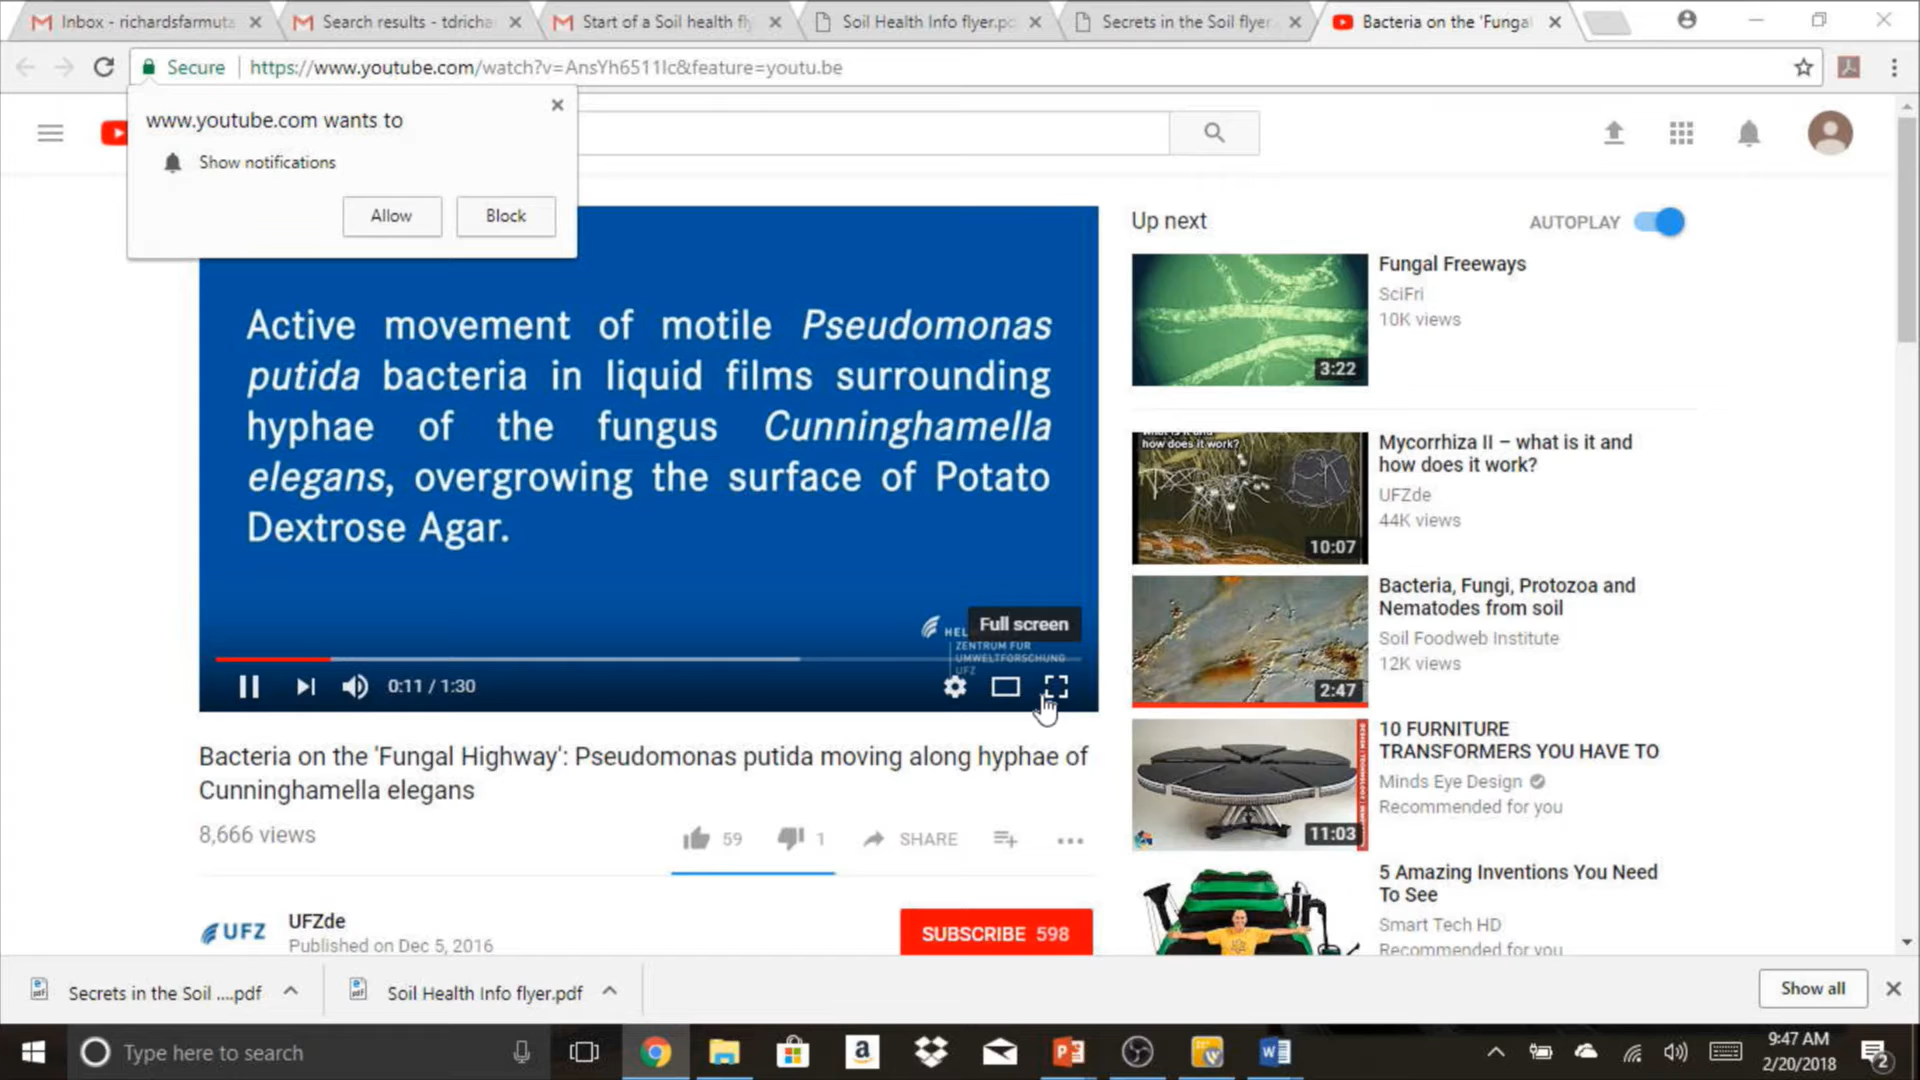 Inbox - richardsfarmuta
Search results - tdricha
Start of a Soil health fly
Soil Health Info flyer.pd
Secrets in the Soil flyer
Bacteria on the 'Funga
Secure
https://www.youtube.com/watch?v=AnsYh6511Ic&feature=youtu.be
www.youtube.com wants to
Show notifications
Allow
Block
Active movement of motile Pseudomonas
putida bacteria in liquid films surrounding
hyphae of the fungus Cunninghamella
elegans, overgrowing the surface of Potato
Dextrose Agar.
Full screen
HEL
ZENTRUM FÜR
UMWELTFORSCHUNG
UFZ
0:11 / 1:30
Bacteria on the 'Fungal Highway': Pseudomonas putida moving along hyphae of
Cunninghamella elegans
8,666 views
59
1
SHARE
UFZ
UFZde
Published on Dec 5, 2016
SUBSCRIBE 598
Up next
AUTOPLAY
Fungal Freeways
SciFri
10K views
3:22
how does it work?
Mycorrhiza II – what is it and
how does it work?
UFZde
44K views
10:07
Bacteria, Fungi, Protozoa and
Nematodes from soil
Soil Foodweb Institute
12K views
2:47
10 FURNITURE
TRANSFORMERS YOU HAVE TO
Minds Eye Design
Recommended for you
11:03
5 Amazing Inventions You Need
To See
Smart Tech HD
Recommended for you
Secrets in the Soil ....pdf
Soil Health Info flyer.pdf
Show all
Type here to search
9:47 AM
2/20/2018
2